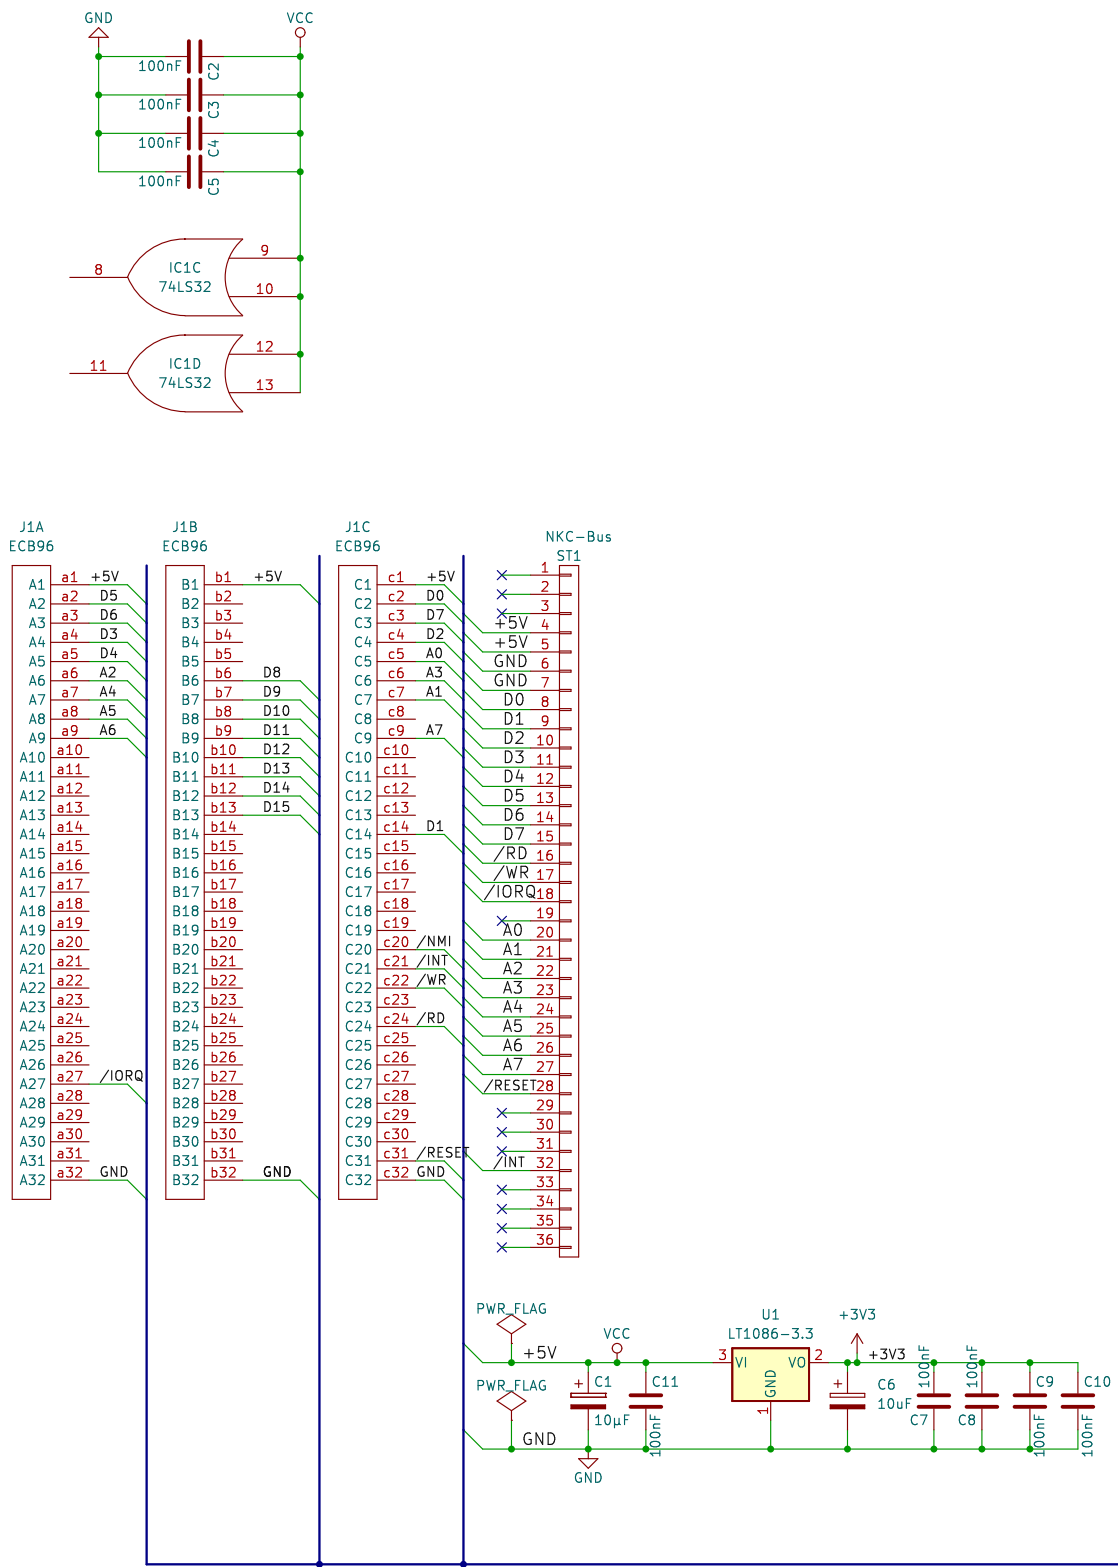 GND VCC
100nF C2
100nF C3
100nF C4
100nF C5
IC1C
74LS32
8 9 10
IC1D
74LS32
11 12 13
J1A
ECB96
A1 a1 +5V
A2 a2 D5
A3 a3 D6
A4 a4 D3
A5 a5 D4
A6 a6 A2
A7 a7 A4
A8 a8 A5
A9 a9 A6
A10 a10
A11 a11
A12 a12
A13 a13
A14 a14
A15 a15
A16 a16
A17 a17
A18 a18
A19 a19
A20 a20
A21 a21
A22 a22
A23 a23
A24 a24
A25 a25
A26 a26
A27 a27 /IORQ
A28 a28
A29 a29
A30 a30
A31 a31
A32 a32 GND
J1B
ECB96
B1 b1 +5V
B2 b2
B3 b3
B4 b4
B5 b5
B6 b6 D8
B7 b7 D9
B8 b8 D10
B9 b9 D11
B10 b10 D12
B11 b11 D13
B12 b12 D14
B13 b13 D15
B14 b14
B15 b15
B16 b16
B17 b17
B18 b18
B19 b19
B20 b20
B21 b21
B22 b22
B23 b23
B24 b24
B25 b25
B26 b26
B27 b27
B28 b28
B29 b29
B30 b30
B31 b31
B32 b32 GND
J1C
ECB96
C1 c1 +5V
C2 c2 D0
C3 c3 D7
C4 c4 D2
C5 c5 A0
C6 c6 A3
C7 c7 A1
C8 c8
C9 c9 A7
C10 c10
C11 c11
C12 c12
C13 c13
C14 c14 D1
C15 c15
C16 c16
C17 c17
C18 c18
C19 c19
C20 c20 /NMI
C21 c21 /INT
C22 c22 /WR
C23 c23
C24 c24 /RD
C25 c25
C26 c26
C27 c27
C28 c28
C29 c29
C30 c30
C31 c31 /RESET
C32 c32 GND
NKC-Bus
ST1
1
2
3
+5V 4
+5V 5
GND 6
GND 7
D0 8
D1 9
D2 10
D3 11
D4 12
D5 13
D6 14
D7 15
/RD 16
/WR 17
/IORQ 18
19
A0 20
A1 21
A2 22
A3 23
A4 24
A5 25
A6 26
A7 27
/RESET 28
29
30
31
/INT 32
33
34
35
36
PWR_FLAG
+5V
VCC
PWR_FLAG
GND
GND
+ C1
10µF
C11
100nF
U1
LT1086-3.3
3 VI VO 2
GND
1
+3V3
+3V3
+ C6
10uF
100nF C7
100nF C8
C9 100nF
C10 100nF